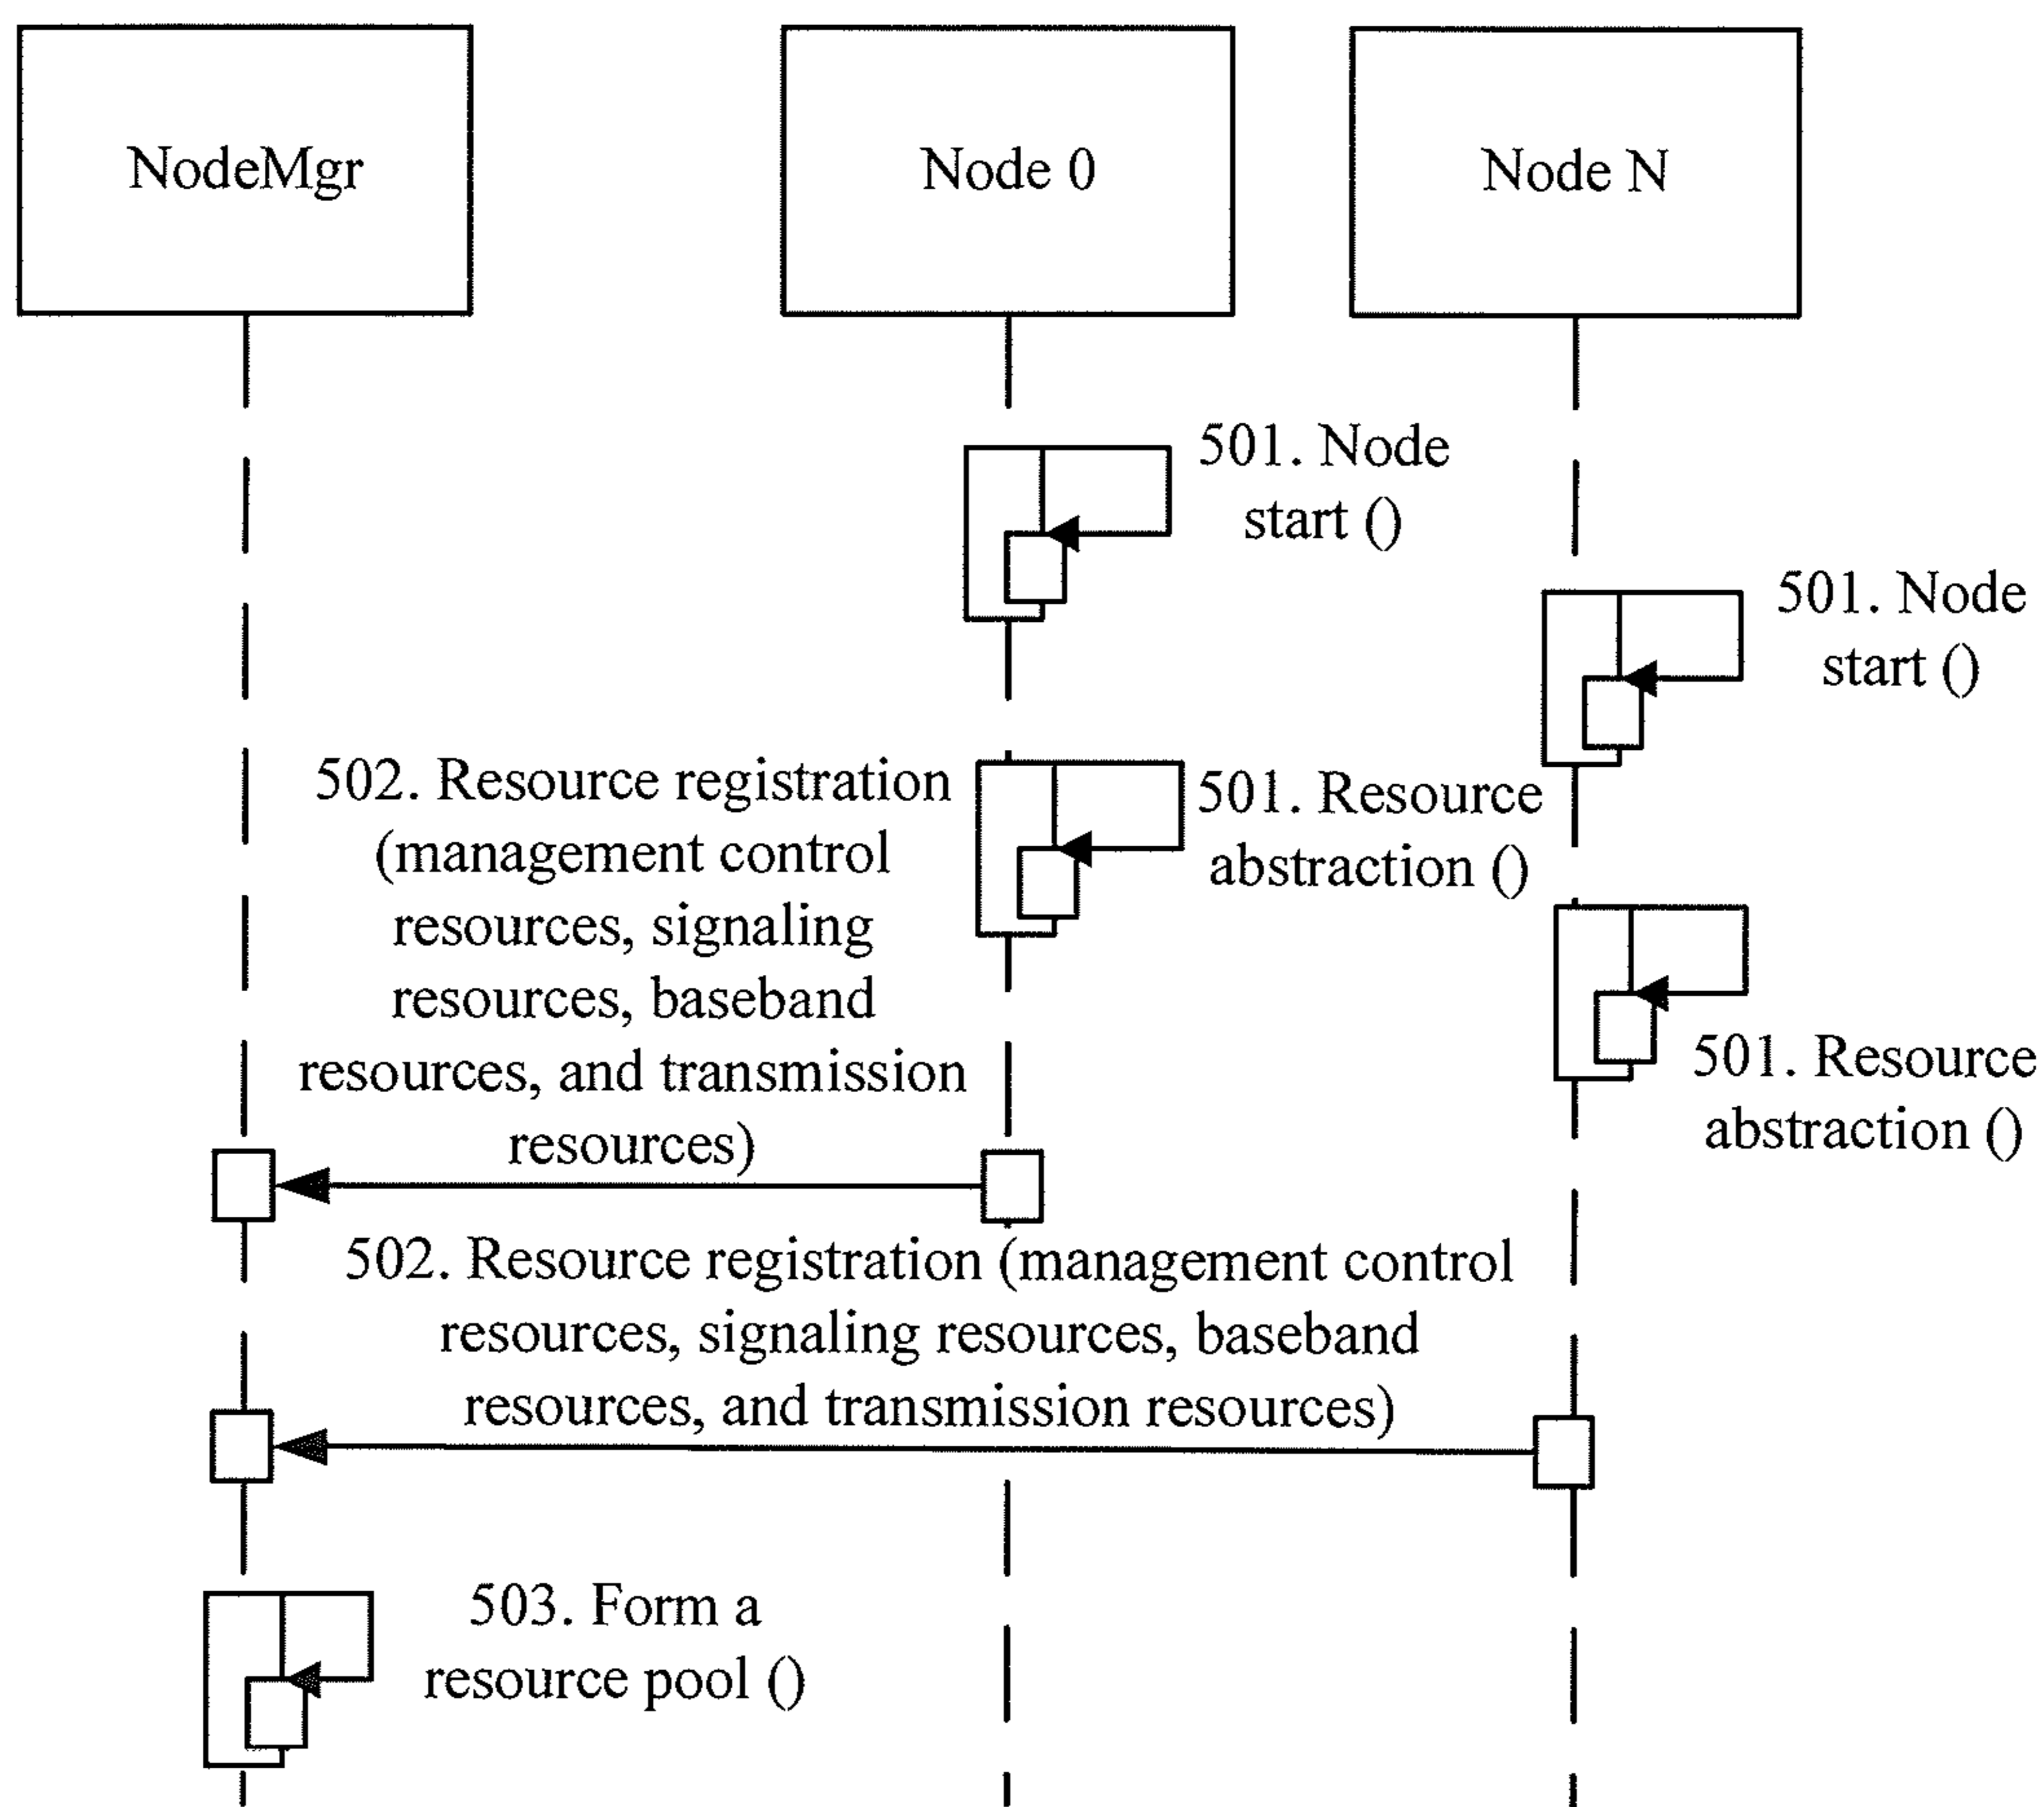 NodeMgr
Node 0
Node N
501. Node
start ()
501. Node
start ()
502. Resource registration
(management control
resources, signaling
resources, baseband
resources, and transmission
resources)
501. Resource
abstraction ()
501. Resource
abstraction ()
502. Resource registration (management control
resources, signaling resources, baseband
resources, and transmission resources)
503. Form a
resource pool ()